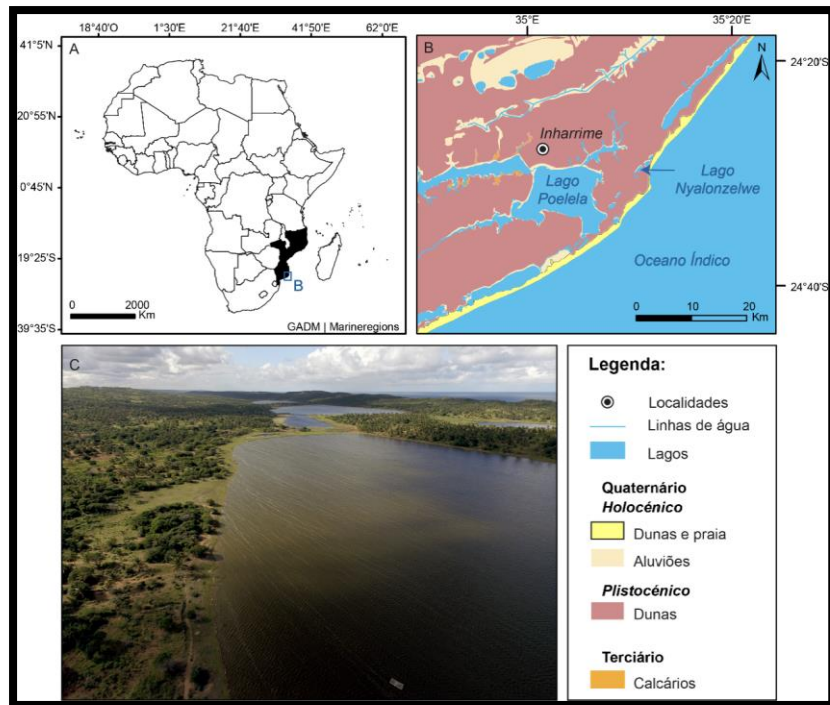 A
18°40'O 1°30'E 21°40'E 41°50'E 62°0'E
41°5'N
20°55'N
0°45'N
19°25'S
39°35'S
B
0 2000
Km
GADM | Marineregions
B
35°E 35°20'E
N
24°20'S
24°40'S
Inharrime
Lago
Poelela
Lago
Nyalonzelwe
Oceano Índico
0 10 20
Km
C
Legenda:
Localidades
Linhas de água
Lagos
Quaternário
Holocénico
Dunas e praia
Aluviões
Plistocénico
Dunas
Terciário
Calcários